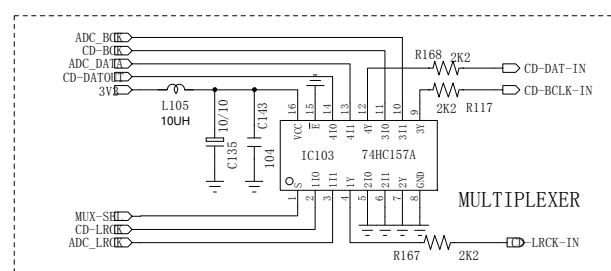 ADC_BCK
CD-BCK
ADC_DATA
CD-DATOUT
3V3
L105
10UH
10/10
C135
C143
104
R168
2K2
CD-DAT-IN
2K2
R117
CD-BCLK-IN
16 15 14 13 12 11 10 9
VCC E 4I0 4I1 4Y 3I0 3I1 3Y
IC103
74HC157A
S 1I0 1I1 1Y 2I0 2I1 2Y GND
1 2 3 4 5 6 7 8
MULTIPLEXER
CD-LRCK
ADC_LRCK
R167
2K2
CD-LRCK-IN